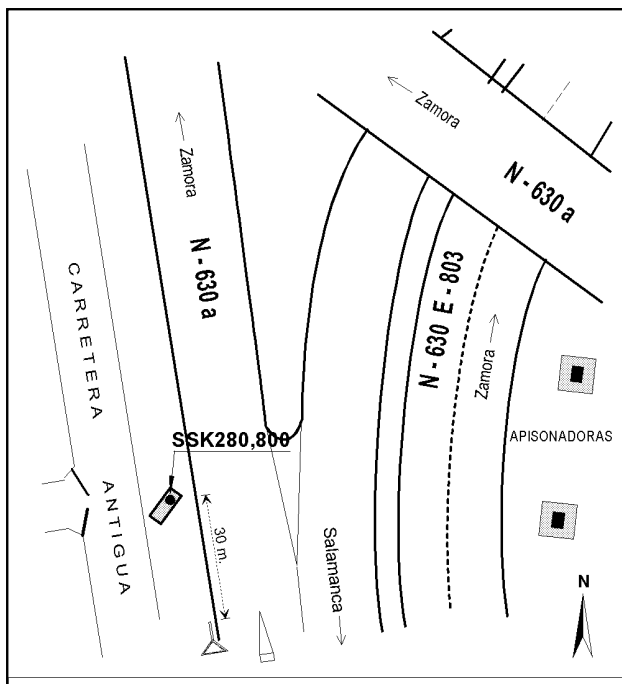 Zamora
N - 630 a
Zamora
N - 630 a
CARRETERA
ANTIGUA
N - 630 E - 803
Zamora
SSK280,800
APISONADORAS
30 m.
Salamanca
N